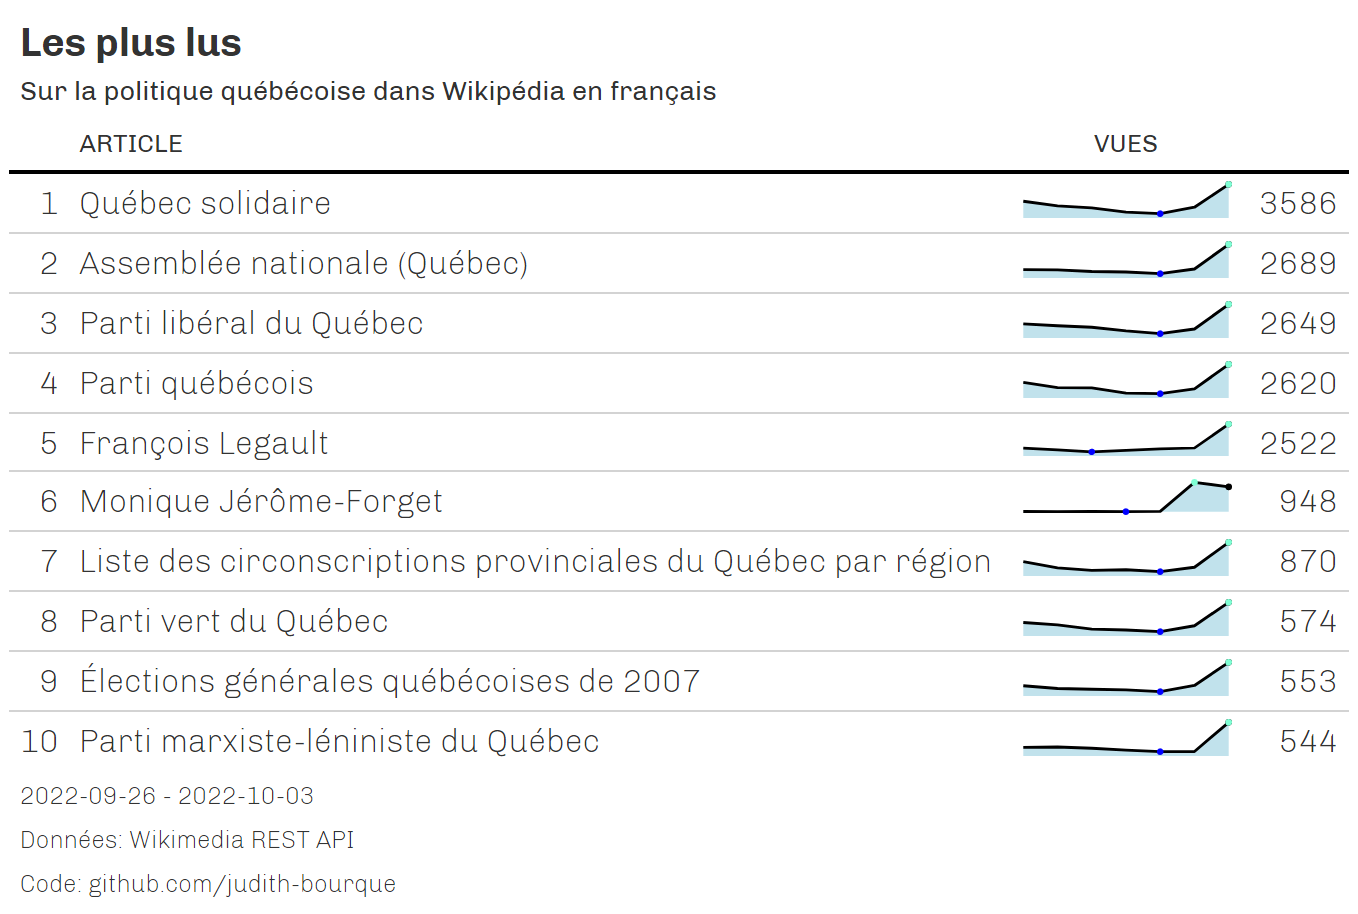 Les plus lus
Sur la politique québécoise dans Wikipédia en français
ARTICLE VUES
1 Québec solidaire 3586
2 Assemblée nationale (Québec) 2689
3 Parti libéral du Québec 2649
4 Parti québécois 2620
5 François Legault 2522
6 Monique Jérôme-Forget 948
7 Liste des circonscriptions provinciales du Québec par région 870
8 Parti vert du Québec 574
9 Élections générales québécoises de 2007 553
10 Parti marxiste-léniniste du Québec 544
2022-09-26 - 2022-10-03
Données: Wikimedia REST API
Code: github.com/judith-bourque